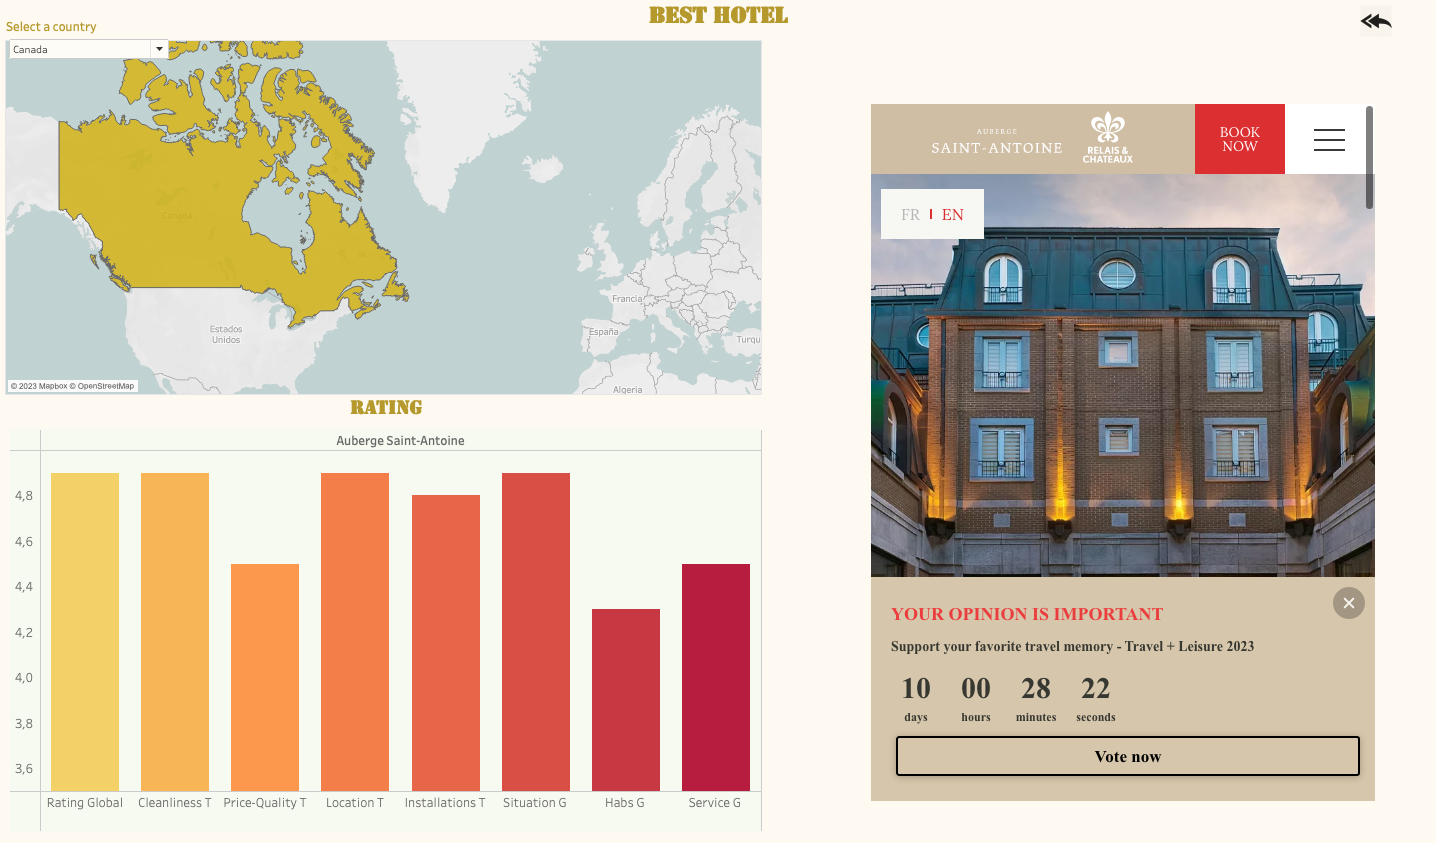 BEST HOTEL
Select a country
Canada
Canada
Estados
Unidos
Francia
España
Turqu
Algeria
© 2023 Mapbox © OpenStreetMap
RATING
Auberge Saint-Antoine
4,8
4,6
4,4
4,2
4,0
3,8
3,6
Rating Global
Cleanliness T
Price-Quality T
Location T
Installations T
Situation G
Habs G
Service G
AUBERGE
SAINT-ANTOINE
RELAIS &
CHATEAUX
BOOK
NOW
FR
EN
YOUR OPINION IS IMPORTANT
Support your favorite travel memory - Travel + Leisure 2023
10 00 28 22
days hours minutes seconds
Vote now